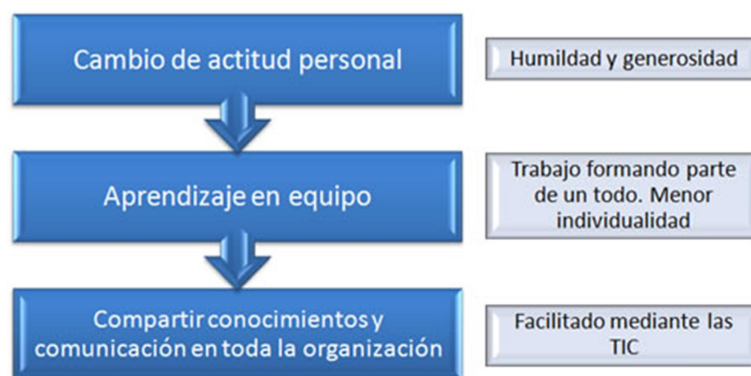 Cambio de actitud personal
Humildad y generosidad
Aprendizaje en equipo
Trabajo formando parte
de un todo. Menor
individualidad
Compartir conocimientos y
comunicación en toda la organización
Facilitado mediante las
TIC